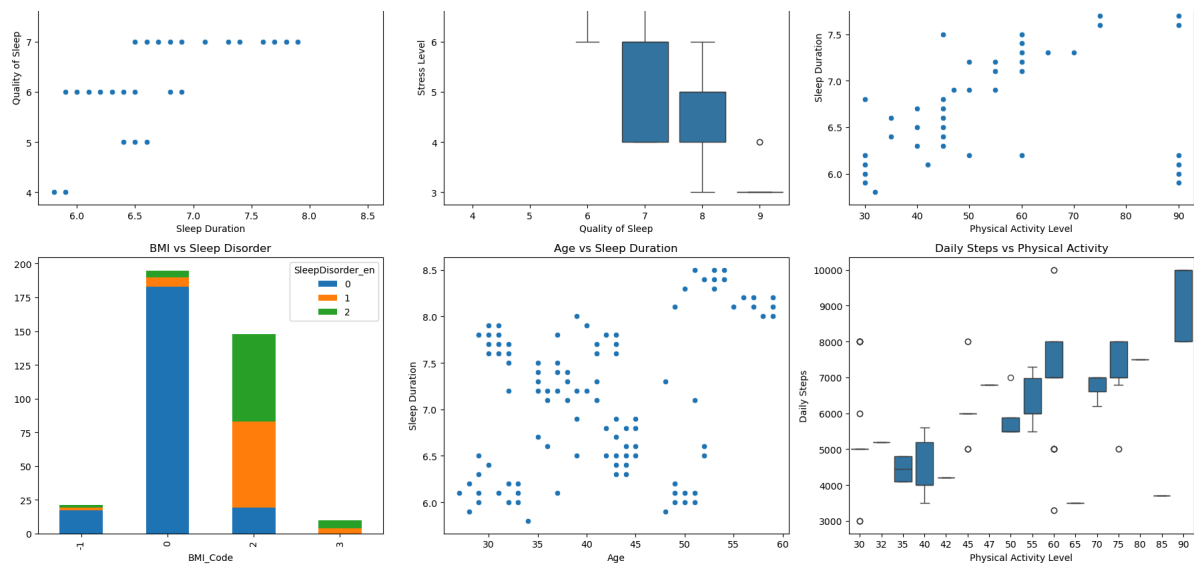 7
6
5
4
Quality of Sleep
6.0 6.5 7.0 7.5 8.0 8.5
Sleep Duration
6
5
4
3
Stress Level
4 5 6 7 8 9
Quality of Sleep
7.5
7.0
6.5
6.0
Sleep Duration
30 40 50 60 70 80 90
Physical Activity Level
BMI vs Sleep Disorder
200
175
150
125
100
75
50
25
0
SleepDisorder_en
0
1
2
-1 0 2 3
BMI_Code
Age vs Sleep Duration
8.5
8.0
7.5
7.0
6.5
6.0
Sleep Duration
30 35 40 45 50 55 60
Age
Daily Steps vs Physical Activity
10000
9000
8000
7000
6000
5000
4000
3000
Daily Steps
30 32 35 40 42 45 47 50 55 60 65 70 75 80 85 90
Physical Activity Level